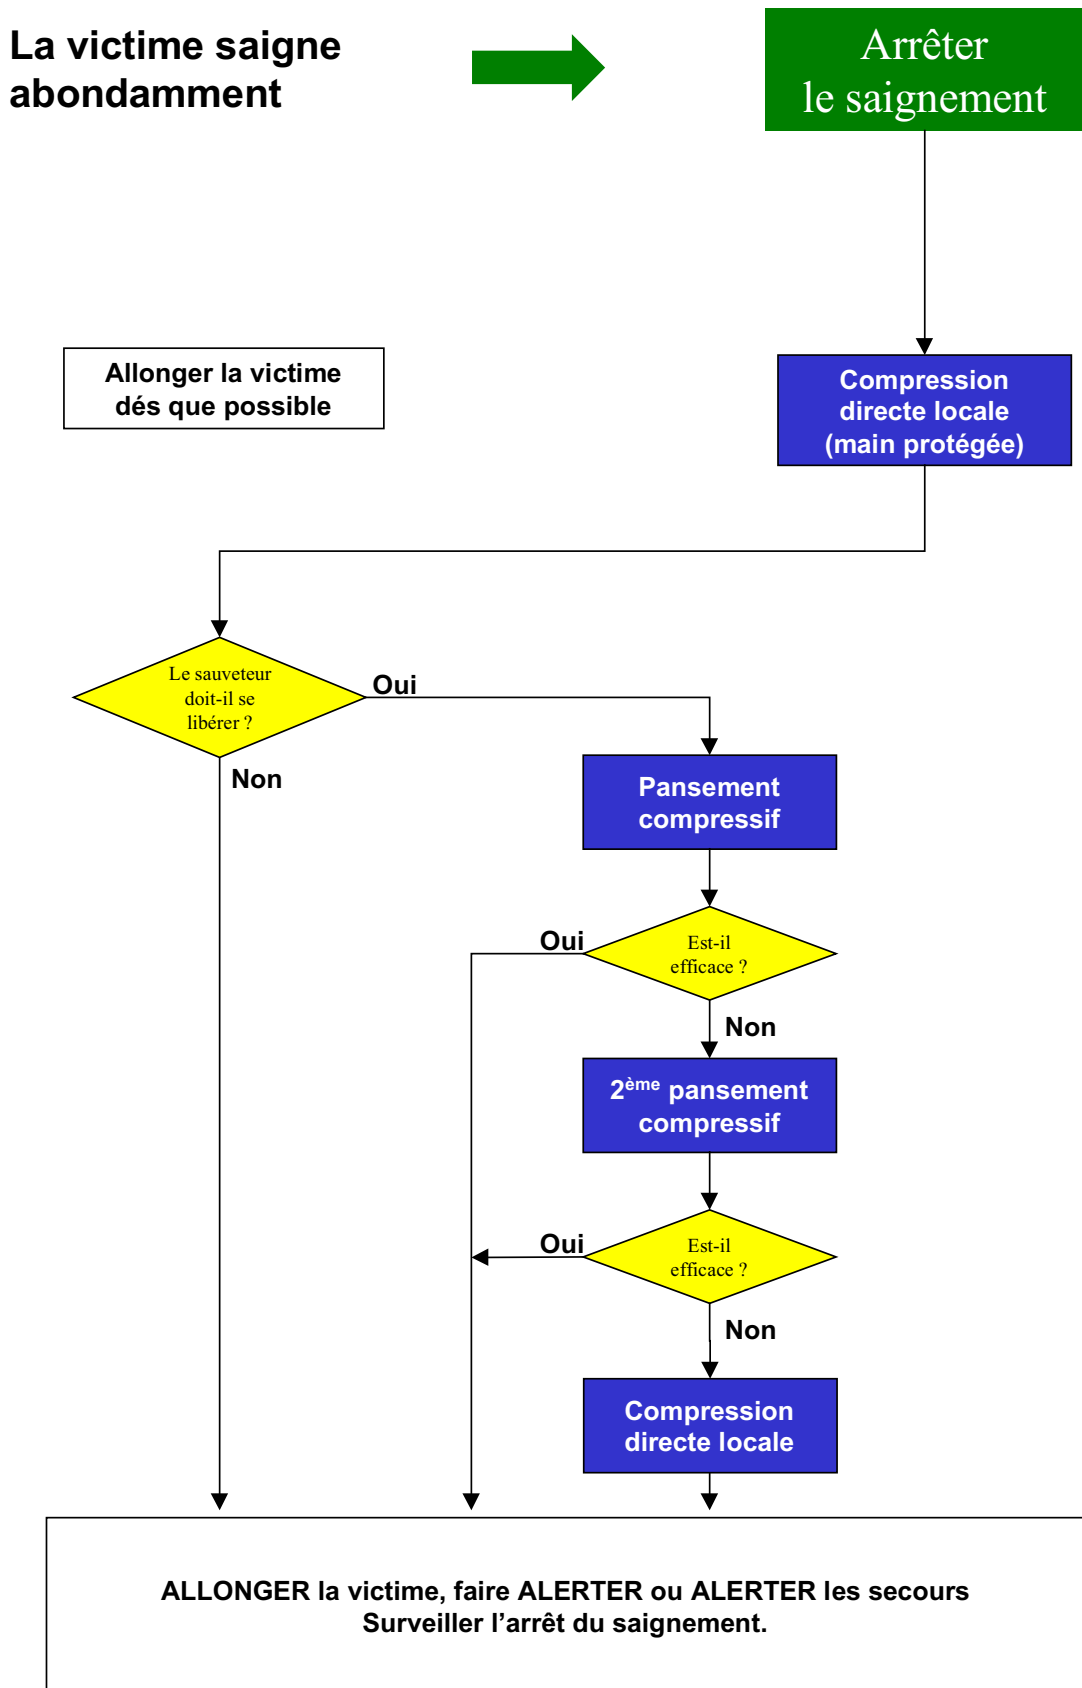 La victime saigne
abondamment
Arrêter
le saignement
Allonger la victime
dés que possible
Compression
directe locale
(main protégée)
Le sauveteur
doit-il se
libérer ?
Oui
Non
Pansement
compressif
Oui
Est-il
efficace ?
Non
2ème pansement
compressif
Oui
Est-il
efficace ?
Non
Compression
directe locale
ALLONGER la victime, faire ALERTER ou ALERTER les secours
Surveiller l'arrêt du saignement.